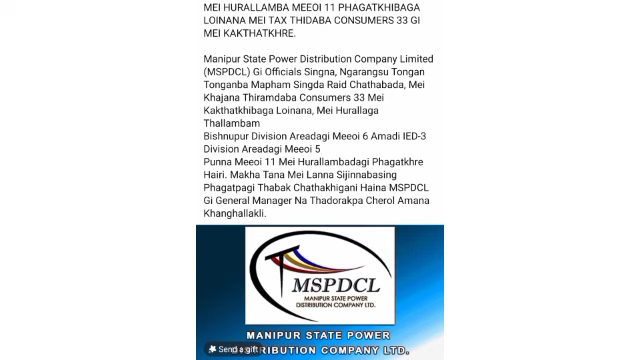 MEI HURALLAMBA MEEOI 11 PHAGATKHIBAGA
LOINANA MEI TAX THIDABA CONSUMERS 33 GI
MEI KAKTHATKHRE.
Manipur State Power Distribution Company Limited
(MSPDCL) Gi Officials Singna, Ngarangsu Tongan
Tonganba Mapham Singda Raid Chathabada, Mei
Khajana Thiramdaba Consumers 33 Mei
Kakthatkhibaga Loinana, Mei Hurallaga
Thallambam
Bishnupur Division Areadagi Meeoi 6 Amadi IED-3
Division Areadagi Meeoi 5
Punna Meeoi 11 Mei Hurallambadagi Phagatkhre
Hairi. Makha Tana Mei Lanna Sijinnabasing
Phagatpagi Thabak Chathakhigani Haina MSPDCL
Gi General Manager Na Thadorakpa Cherol Amana
Khanghallakli.
MSPDCL
MANIPUR STATE POWER
DISTRIBUTION COMPANY LTD.
MANIPUR STATE POWER
Send a gift RIBUTION COMPANY LTD.